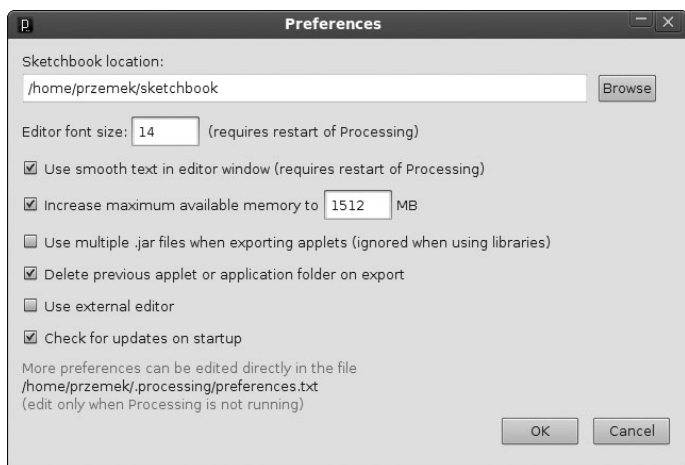 p
Preferences
Sketchbook location:
/home/przemek/sketchbook
Browse
Editor font size: 14 (requires restart of Processing)
Use smooth text in editor window (requires restart of Processing)
Increase maximum available memory to 1512 MB
Use multiple .jar files when exporting applets (ignored when using libraries)
Delete previous applet or application folder on export
Use external editor
Check for updates on startup
More preferences can be edited directly in the file
/home/przemek/.processing/preferences.txt
(edit only when Processing is not running)
OK Cancel